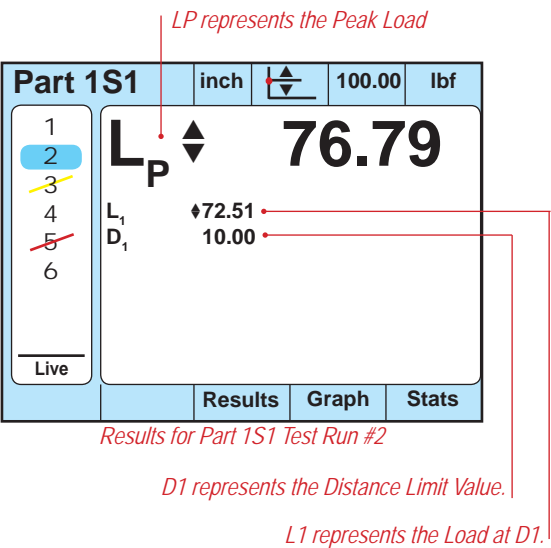 LP represents the Peak Load
Part 1S1 inch 100.00 lbf
1
2
3
4
5
6
Live
LP 76.79
L1 72.51
D1 10.00
Results Graph Stats
Results for Part 1S1 Test Run #2
D1 represents the Distance Limit Value.
L1 represents the Load at D1.